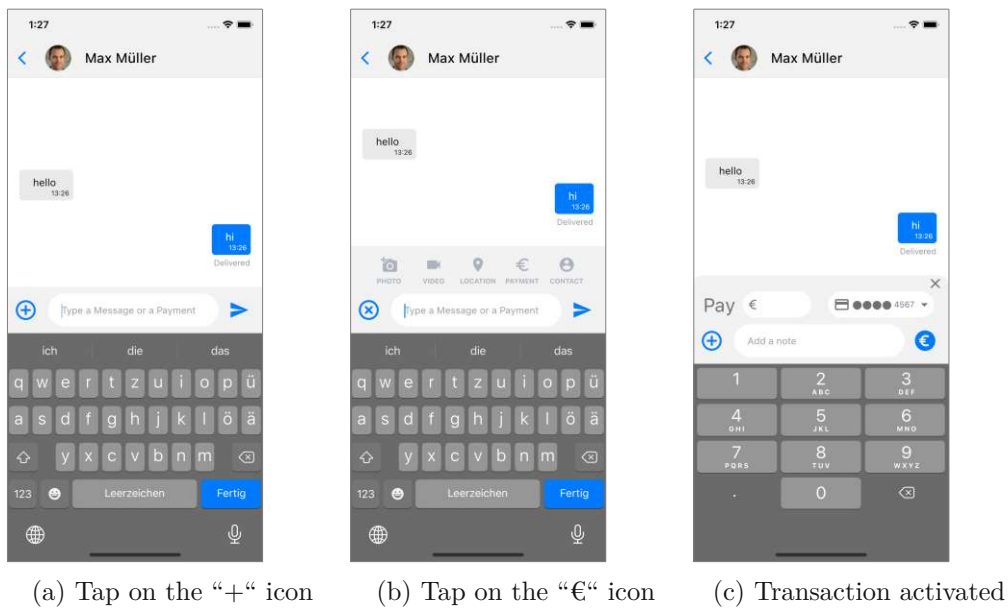 1:27
Max Müller
hello
13:26
hi
13:26
Delivered
Type a Message or a Payment
ich die das
q w e r t z u i o p ü
a s d f g h j k l ö ä
y x c v b n m
123 Leerzeichen Fertig
(a) Tap on the “+“ icon
1:27
Max Müller
hello
13:26
hi
13:26
Delivered
PHOTO VIDEO LOCATION PAYMENT CONTACT
Type a Message or a Payment
ich die das
q w e r t z u i o p ü
a s d f g h j k l ö ä
y x c v b n m
123 Leerzeichen Fertig
(b) Tap on the “€“ icon
1:27
Max Müller
hello
13:26
hi
13:26
Delivered
Pay € ●●●● 4567
Add a note €
1 2 3
ABC DEF
4 5 6
GHI JKL MNO
7 8 9
PQRS TUV WXYZ
. 0
(c) Transaction activated